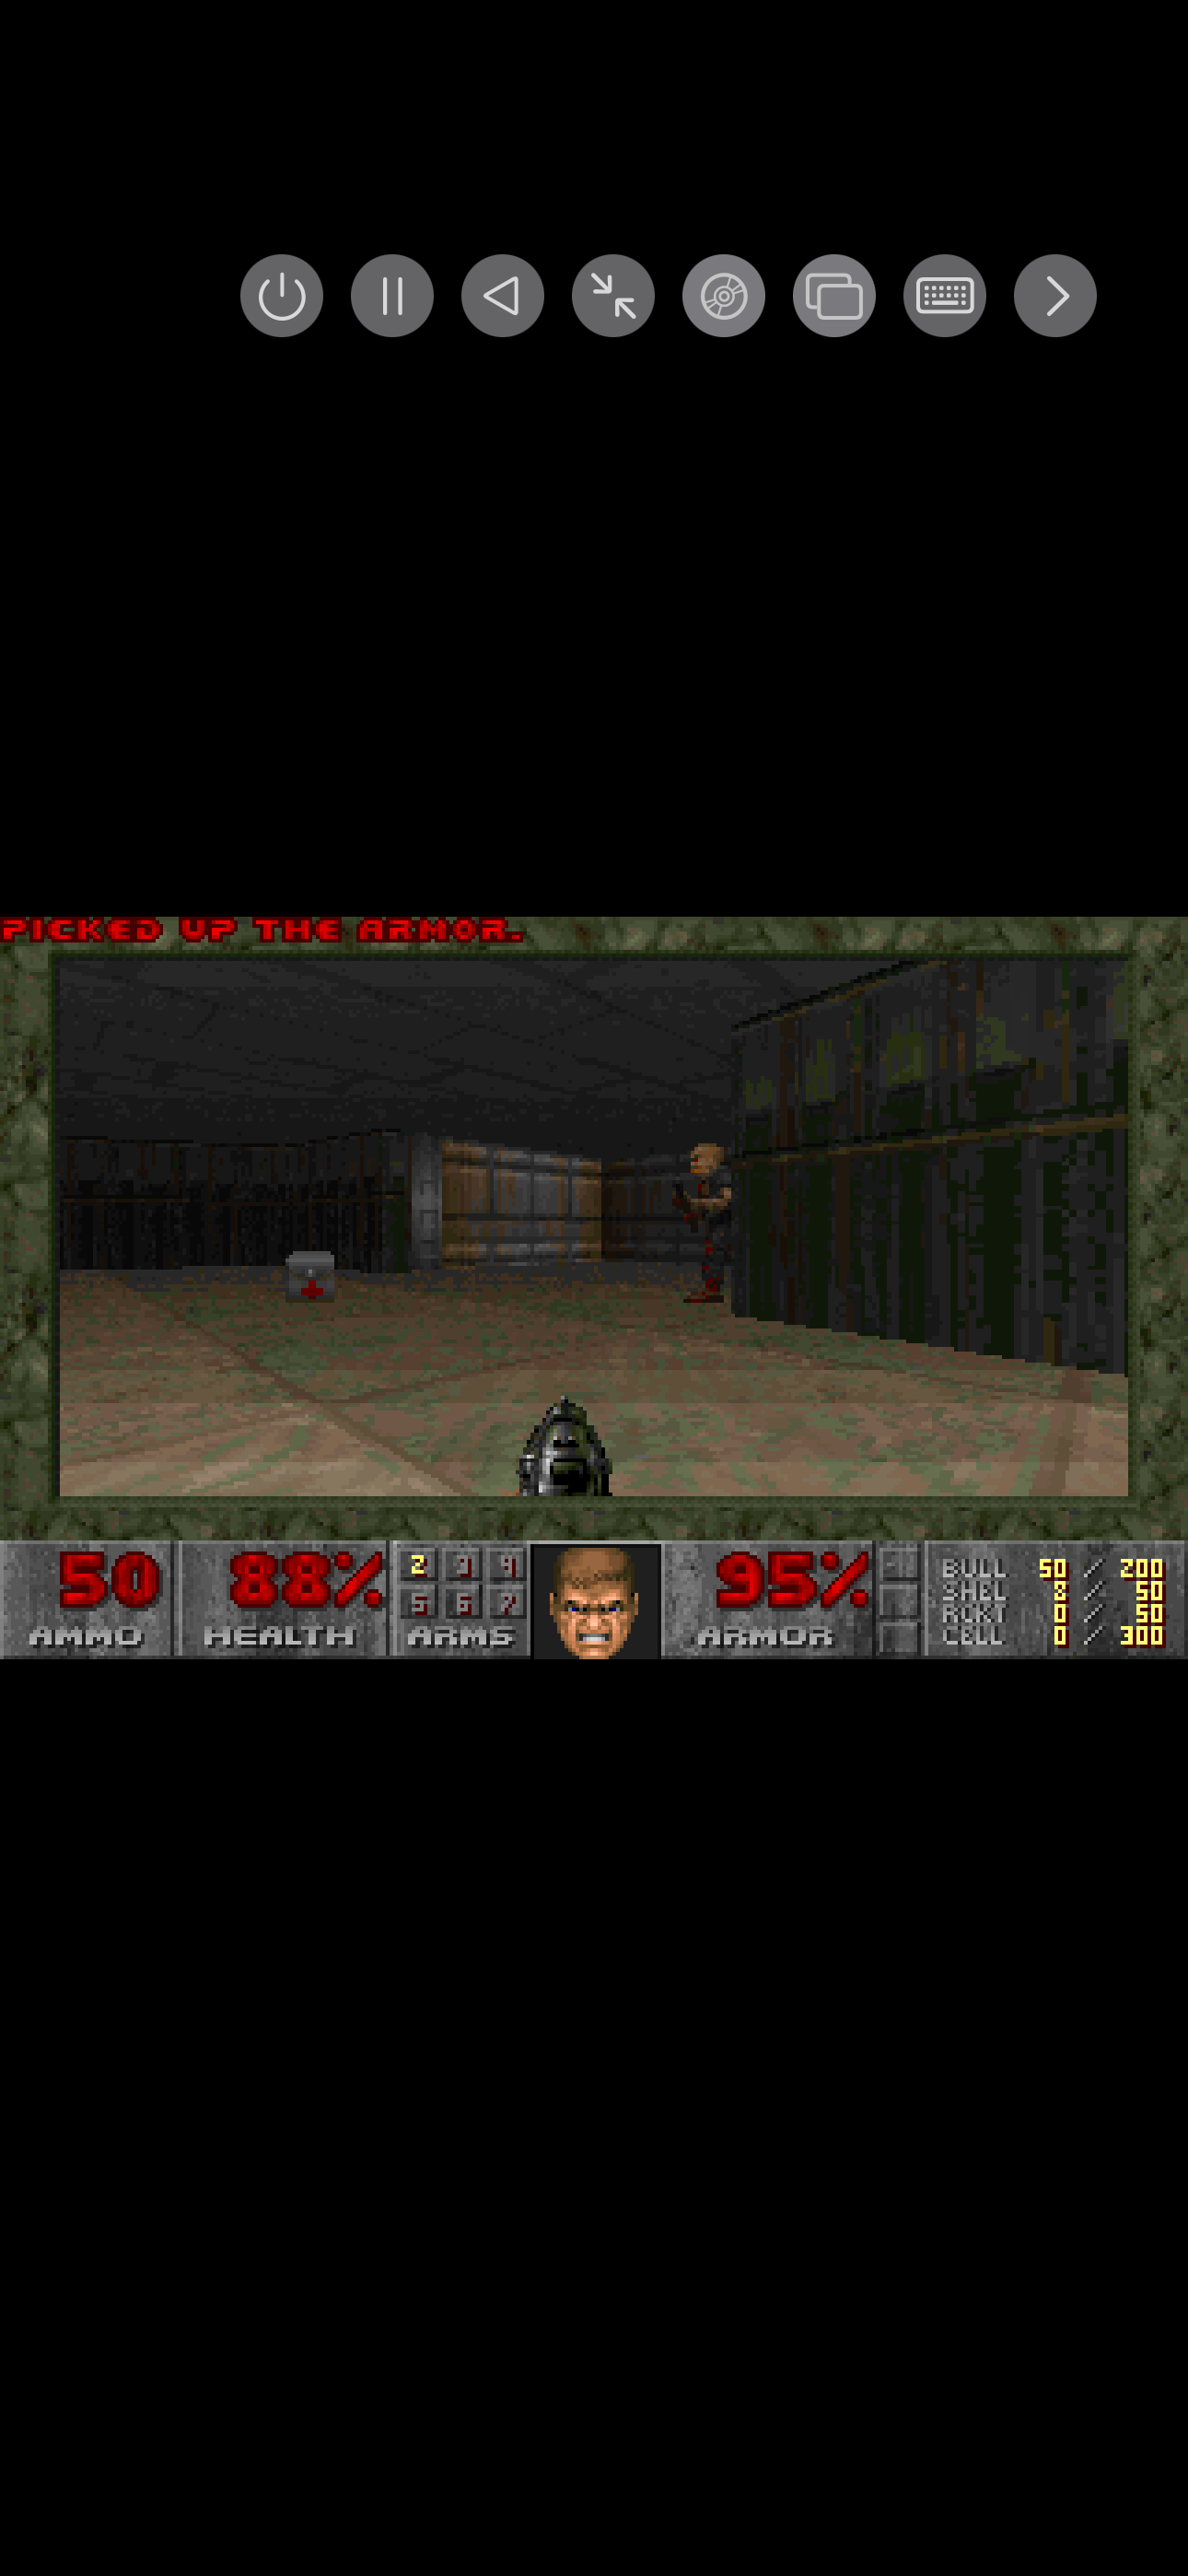 PICKED UP THE ARMOR.
50 88% 2 3 4 95%
5 6 7
AMMO HEALTH ARMS ARMOR
BULL 50 / 200
SHEL 8 / 50
RCKT 0 / 50
CELL 0 / 300